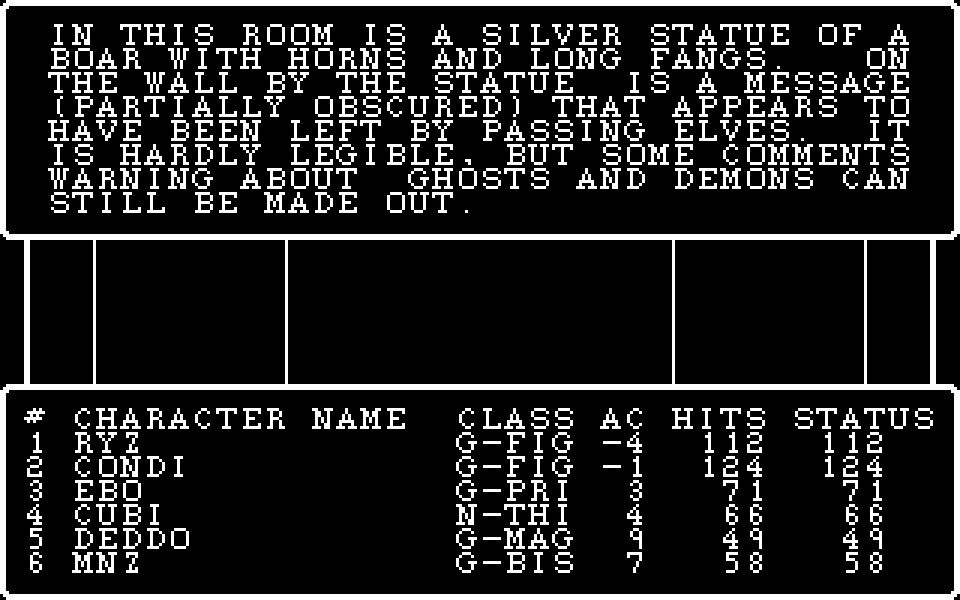 IN THIS ROOM IS A SILVER STATUE OF A
BOAR WITH HORNS AND LONG FANGS.   ON
THE WALL BY THE STATUE  IS A MESSAGE
(PARTIALLY OBSCURED) THAT APPEARS TO
HAVE BEEN LEFT BY PASSING ELVES.  IT
IS HARDLY LEGIBLE, BUT SOME COMMENTS
WARNING ABOUT  GHOSTS AND DEMONS CAN
STILL BE MADE OUT.
# CHARACTER NAME  CLASS AC HITS STATUS
1 RYZ G-FIG -4 112 112
2 CONDI G-FIG -1 124 124
3 EBO G-PRI 3 71 71
4 CUBI N-THI 4 66 66
5 DEDDO G-MAG 9 49 49
6 MNZ G-BIS 7 58 58